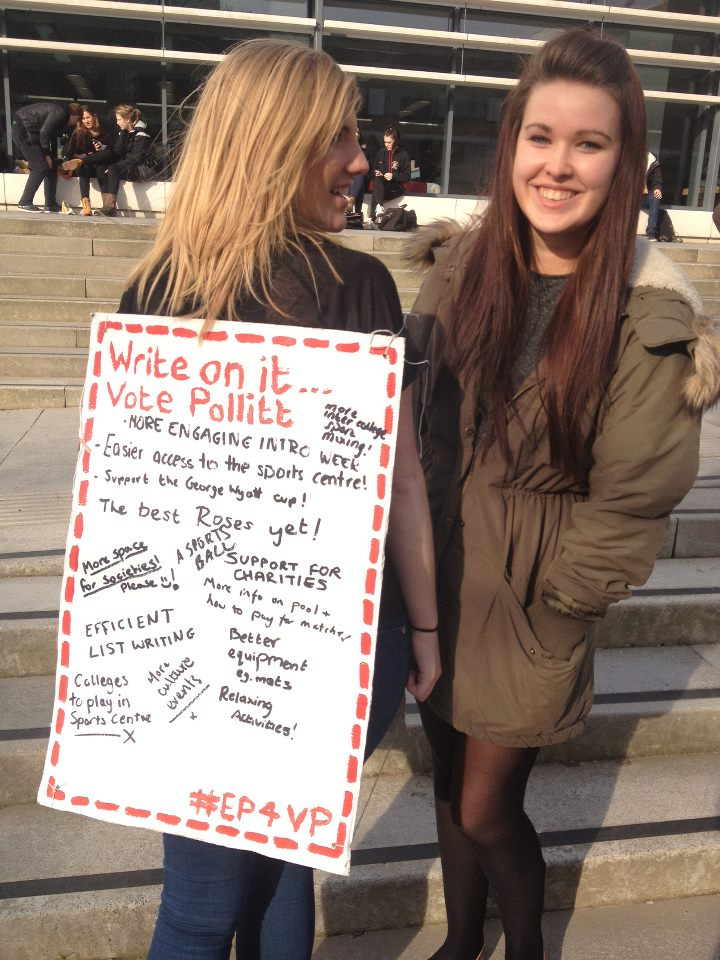 Write on it...
Vote Pollitt
more
inter college
sport
mixing!
· MORE ENGAGING INTRO WEEK
- Easier access to the sports centre!
· Support the George Wyatt cup!
The best Roses yet!
A SPORTS
BALL
More space
for societies!
Please :)!
SUPPORT FOR
CHARITIES
More info on pool +
how to pay for matches!
EFFICIENT
LIST WRITING
Better
equipment
eg. mats
Colleges
to play in
Sports Centre
x
More
culture
events
x
Relaxing
Activities!
#EP4VP